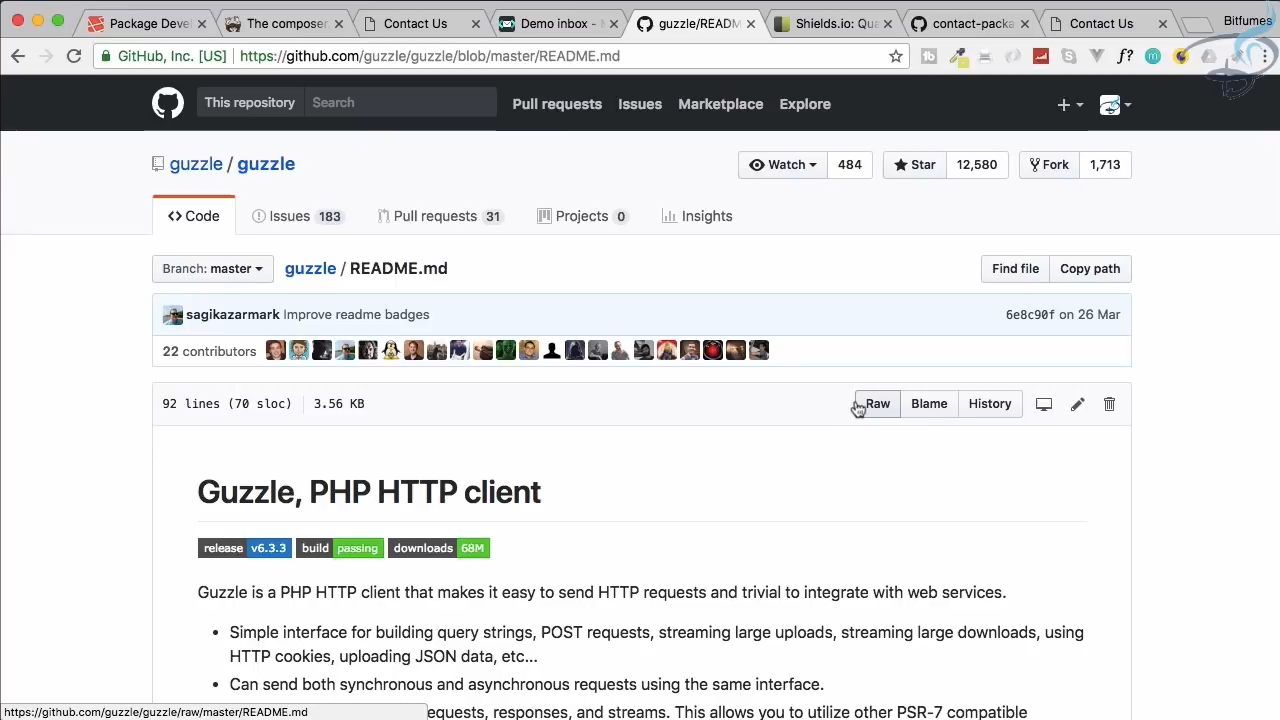 Package Devel
The composer.
Contact Us
Demo inbox - M
guzzle/READM
Shields.io: Qua
contact-packa
Contact Us
Bitfumes
GitHub, Inc. [US]
https://github.com/guzzle/guzzle/blob/master/README.md
f?
This repository
Search
Pull requests
Issues
Marketplace
Explore
guzzle / guzzle
Watch
484
Star
12,580
Fork
1,713
<> Code
Issues 183
Pull requests 31
Projects 0
Insights
Branch: master
guzzle / README.md
Find file
Copy path
sagikazarmark Improve readme badges
6e8c90f on 26 Mar
22 contributors
92 lines (70 sloc)
3.56 KB
Raw
Blame
History
Guzzle, PHP HTTP client
release v6.3.3
build passing
downloads 68M
Guzzle is a PHP HTTP client that makes it easy to send HTTP requests and trivial to integrate with web services.
• Simple interface for building query strings, POST requests, streaming large uploads, streaming large downloads, using
HTTP cookies, uploading JSON data, etc...
• Can send both synchronous and asynchronous requests using the same interface.
equests, responses, and streams. This allows you to utilize other PSR-7 compatible
https://github.com/guzzle/guzzle/raw/master/README.md